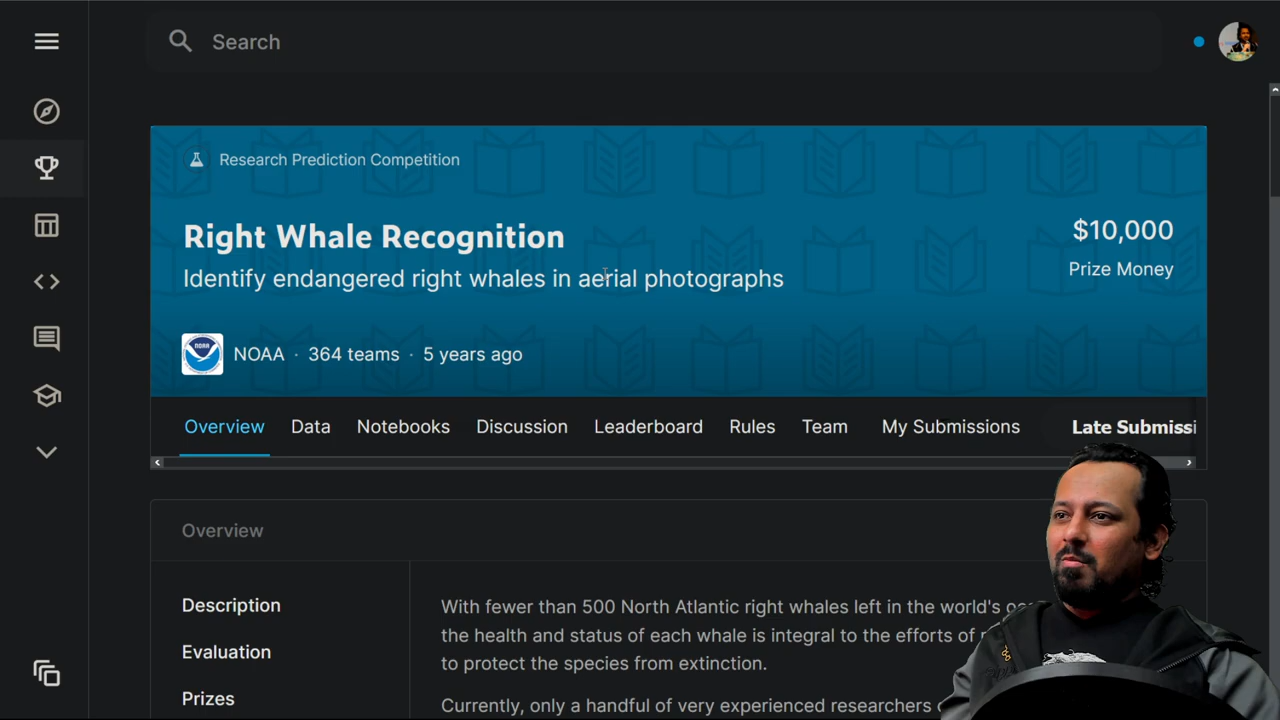 Search
Research Prediction Competition
Right Whale Recognition
Identify endangered right whales in aerial photographs
$10,000
Prize Money
NOAA
NOAA · 364 teams · 5 years ago
Overview Data Notebooks Discussion Leaderboard Rules Team My Submissions Late Submissi
Overview
Description
Evaluation
Prizes
With fewer than 500 North Atlantic right whales left in the world's
the health and status of each whale is integral to the efforts of
to protect the species from extinction.
Currently, only a handful of very experienced researchers